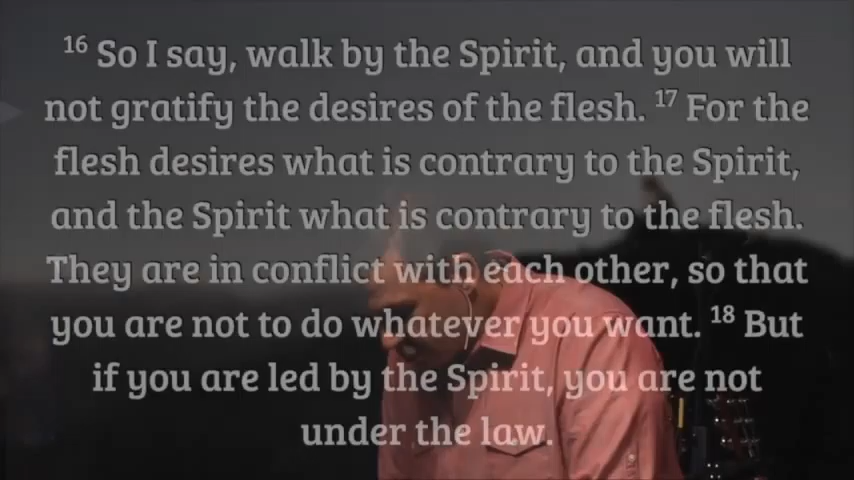 16 So I say, walk by the Spirit, and you will
not gratify the desires of the flesh. 17 For the
flesh desires what is contrary to the Spirit,
and the Spirit what is contrary to the flesh.
They are in conflict with each other, so that
you are not to do whatever you want. 18 But
if you are led by the Spirit, you are not
under the law.